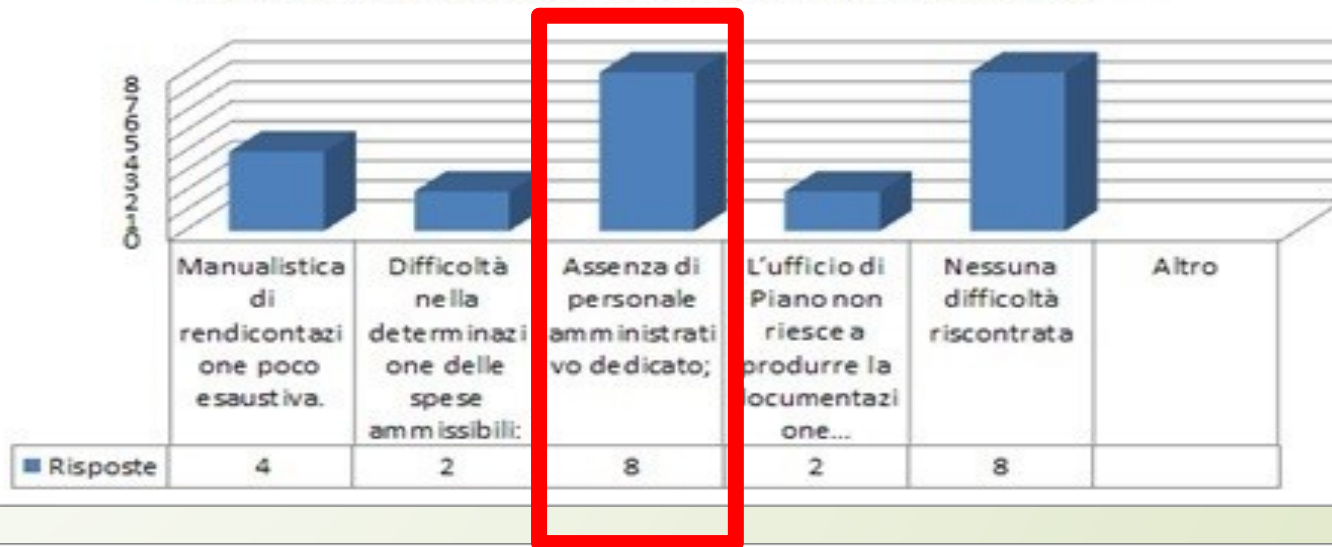 8
7
6
5
4
3
2
1
0
Manualistica
di
rendicontazi
one poco
esaustiva.
Difficoltà
nella
determinazi
one delle
spese
ammissibili:
Assenza di
personale
amministrati
vo dedicato;
L'ufficio di
Piano non
riesce a
produrre la
documentazi
one...
Nessuna
difficoltà
riscontrata
Altro
Risposte 4 2 8 2 8